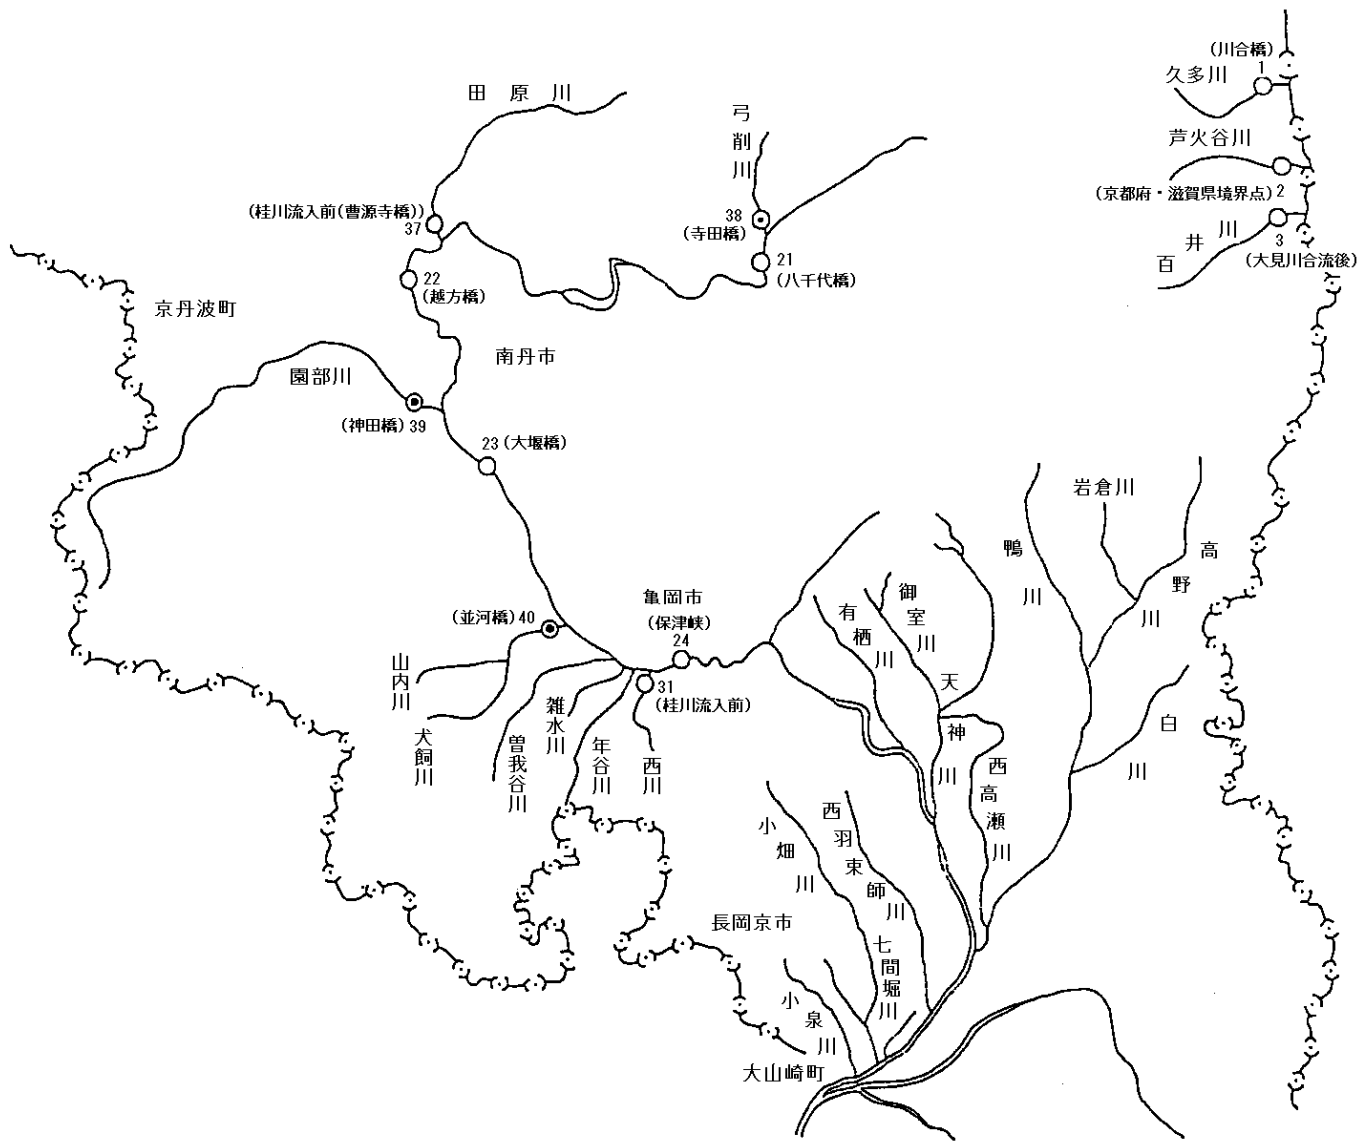 (川合橋)
1
久多川
芦火谷川
(京都府・滋賀県境界点) 2
百井川
3
(大見川合流後)
田原川
弓削川
(桂川流入前(曹源寺橋))
37
38
(寺田橋)
21
(八千代橋)
22
(越方橋)
京丹波町
南丹市
園部川
(神田橋) 39
23 (大堰橋)
鴨川
岩倉川
高野川
亀岡市
(保津峡)
24
(並河橋) 40
31
(桂川流入前)
山内川
犬飼川
曽我谷川
雑水川
年谷川
西川
有栖川
御室川
天神川
西高瀬川
白川
小畑川
西羽束師川
長岡京市
七間堀川
小泉川
大山崎町